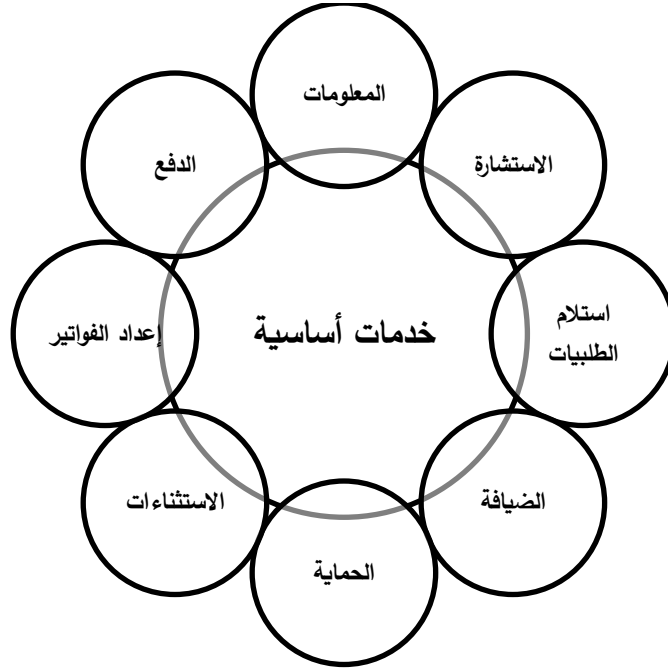 المعلومات
الاستشارة
استلام
الطلبيات
الضيافة
الحماية
الاستثناءات
إعداد الفواتير
الدفع
خدمات أساسية